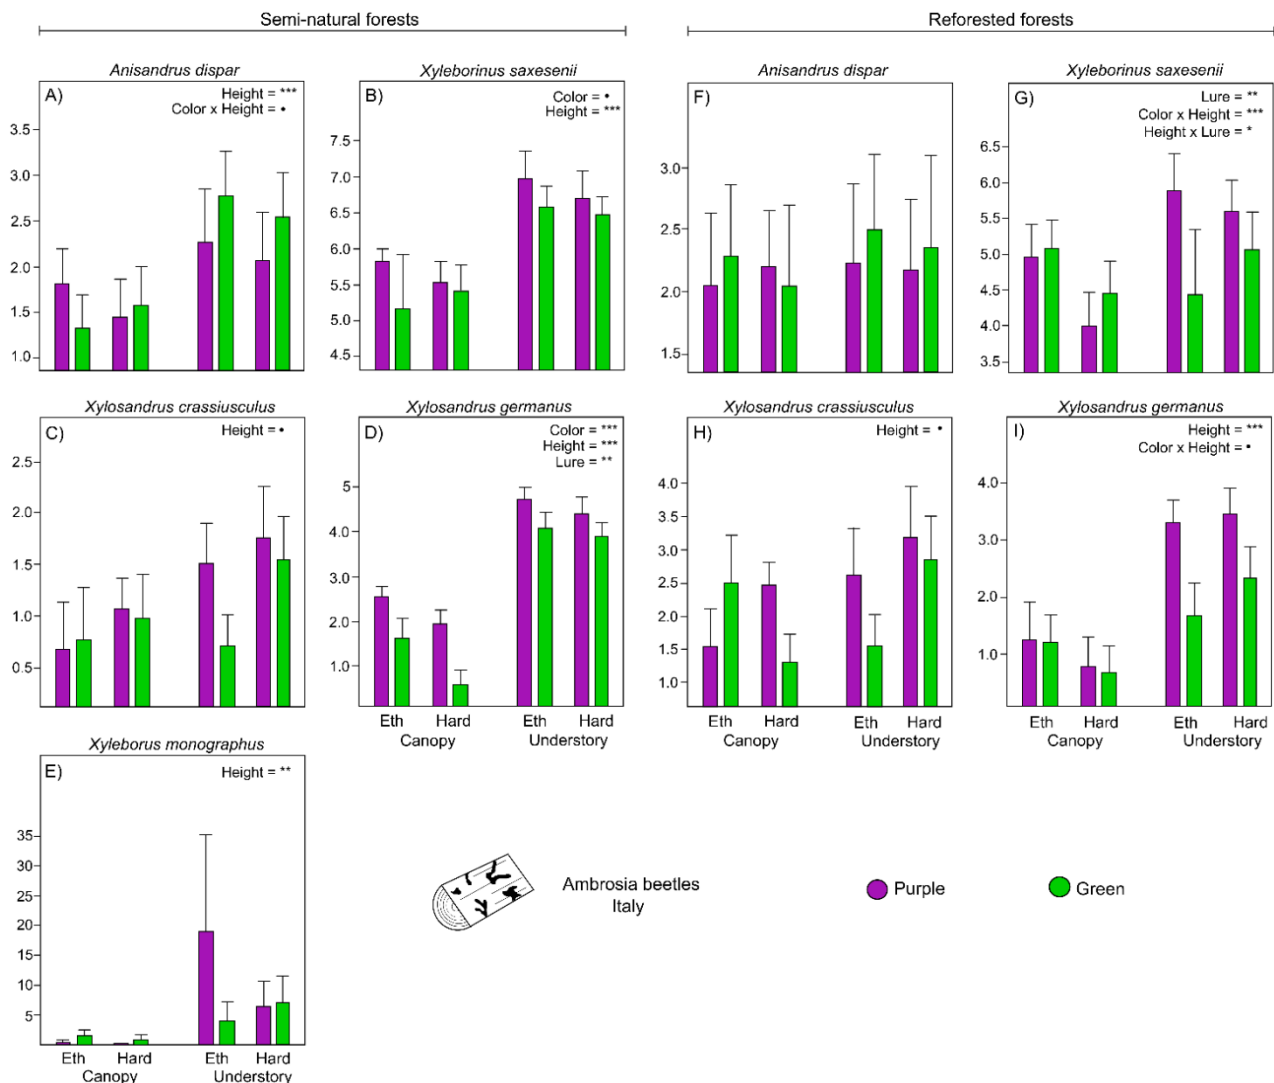 Semi-natural forests
Reforested forests
Anisandrus dispar
A)
Height = ***
Color x Height = •
3.5
3.0
2.5
2.0
1.5
1.0
Xyleborinus saxesenii
B)
Color = •
Height = ***
7.5
7.0
6.5
6.0
5.5
5.0
4.5
Anisandrus dispar
F)
3.0
2.5
2.0
1.5
Xyleborinus saxesenii
G)
Lure = **
Color x Height = ***
Height x Lure = *
6.5
6.0
5.5
5.0
4.5
4.0
3.5
Xylosandrus crassiusculus
C)
Height = •
2.5
2.0
1.5
1.0
0.5
Xylosandrus germanus
D)
Color = ***
Height = ***
Lure = **
5
4.0
3.0
2.0
1.0
Eth Hard Eth Hard
Canopy Understory
Xylosandrus crassiusculus
H)
Height = •
4.0
3.5
3.0
2.5
2.0
1.5
1.0
Eth Hard Eth Hard
Canopy Understory
Xylosandrus germanus
I)
Height = ***
Color x Height = •
4.0
3.0
2.0
1.0
Eth Hard Eth Hard
Canopy Understory
Xyleborus monographus
E)
Height = **
35
30
25
20
15
10
5
Eth Hard Eth Hard
Canopy Understory
Ambrosia beetles
Italy
Purple
Green